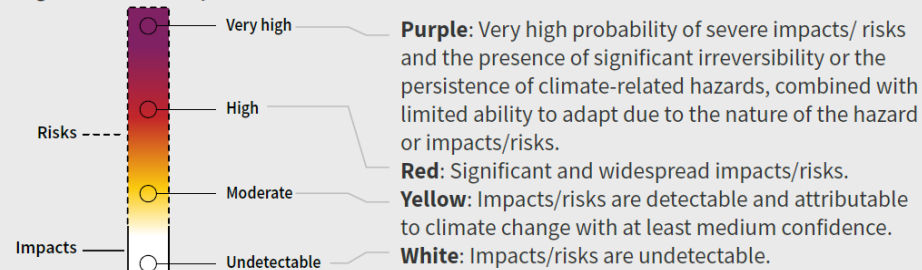 Very high
High
Risks
Moderate
Impacts
Undetectable
Purple: Very high probability of severe impacts/ risks
and the presence of significant irreversibility or the
persistence of climate-related hazards, combined with
limited ability to adapt due to the nature of the hazard
or impacts/risks.
Red: Significant and widespread impacts/risks.
Yellow: Impacts/risks are detectable and attributable
to climate change with at least medium confidence.
White: Impacts/risks are undetectable.